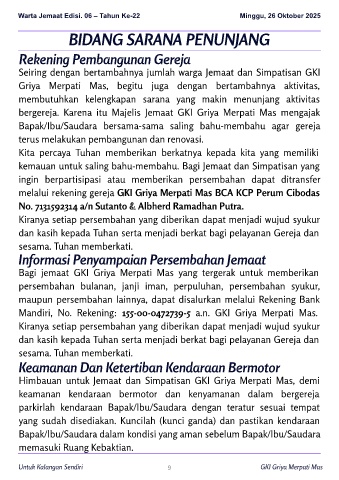 Warta Jemaat Edisi. 06 – Tahun Ke-22 Minggu, 26 Oktober 2025
BIDANG SARANA PENUNJANG
Rekening Pembangunan Gereja
Seiring dengan bertambahnya jumlah warga Jemaat dan Simpatisan GKI
Griya Merpati Mas, begitu juga dengan bertambahnya aktivitas,
membutuhkan kelengkapan sarana yang makin menunjang aktivitas
bergereja. Karena itu Majelis Jemaat GKI Griya Merpati Mas mengajak
Bapak/Ibu/Saudara bersama-sama saling bahu-membahu agar gereja
terus melakukan pembangunan dan renovasi.
Kita percaya Tuhan memberikan berkatnya kepada kita yang memiliki
kemauan untuk saling bahu-membahu. Bagi Jemaat dan Simpatisan yang
ingin berpartisipasi atau memberikan persembahan dapat ditransfer
melalui rekening gereja GKI Griya Merpati Mas BCA KCP Perum Cibodas
No. 7131592314 a/n Sutanto & Albherd Ramadhan Putra.
Kiranya setiap persembahan yang diberikan dapat menjadi wujud syukur
dan kasih kepada Tuhan serta menjadi berkat bagi pelayanan Gereja dan
sesama. Tuhan memberkati.
Informasi Penyampaian Persembahan Jemaat
Bagi jemaat GKI Griya Merpati Mas yang tergerak untuk memberikan
persembahan bulanan, janji iman, perpuluhan, persembahan syukur,
maupun persembahan lainnya, dapat disalurkan melalui Rekening Bank
Mandiri, No. Rekening: 155-00-0472739-5 a.n. GKI Griya Merpati Mas.
Kiranya setiap persembahan yang diberikan dapat menjadi wujud syukur
dan kasih kepada Tuhan serta menjadi berkat bagi pelayanan Gereja dan
sesama. Tuhan memberkati.
Keamanan Dan Ketertiban Kendaraan Bermotor
Himbauan untuk Jemaat dan Simpatisan GKI Griya Merpati Mas, demi
keamanan kendaraan bermotor dan kenyamanan dalam bergereja
parkirlah kendaraan Bapak/Ibu/Saudara dengan teratur sesuai tempat
yang sudah disediakan. Kuncilah (kunci ganda) dan pastikan kendaraan
Bapak/Ibu/Saudara dalam kondisi yang aman sebelum Bapak/Ibu/Saudara
memasuki Ruang Kebaktian.
Untuk Kalangan Sendiri 9 GKI Griya Merpati Mas